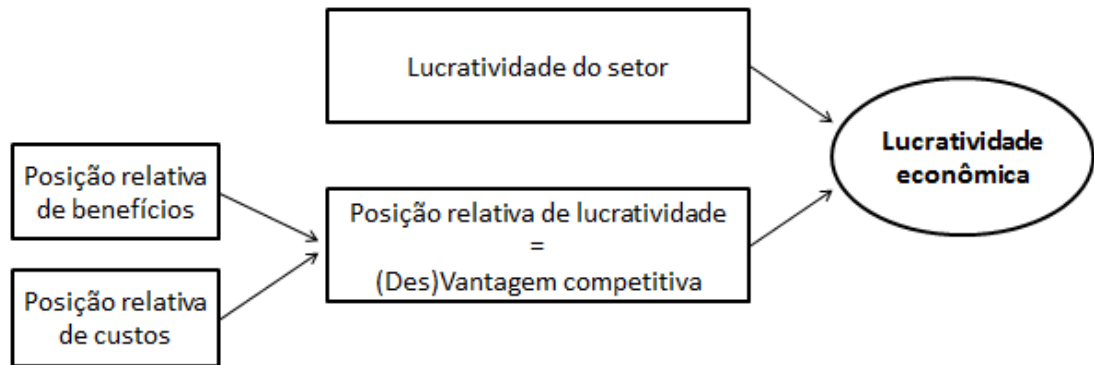 Lucratividade do setor
Lucratividade
econômica
Posição relativa
de benefícios
Posição relativa de lucratividade
=
(Des)Vantagem competitiva
Posição relativa
de custos